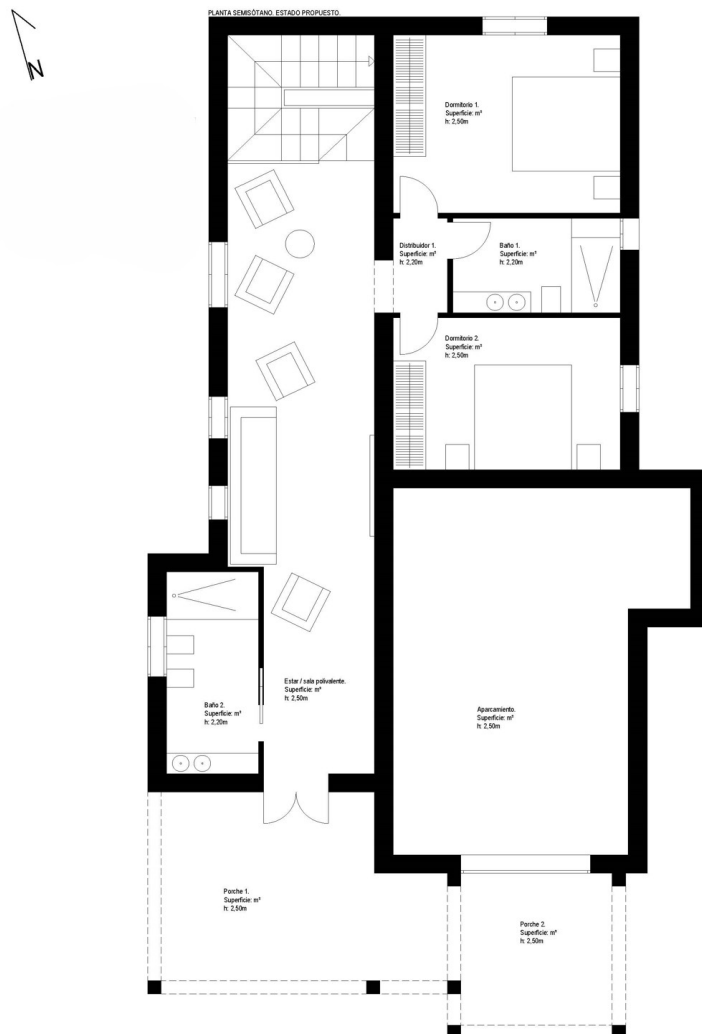 PLANTA SEMISÓTANO. ESTADO PROPUESTO.
N
Dormitorio 1.
Superficie: m²
h: 2,50m
Distribuidor 1.
Superficie: m²
h: 2,20m
Baño 1.
Superficie: m²
h: 2,20m
Dormitorio 2.
Superficie: m²
h: 2,50m
Estar / sala polivalente.
Superficie: m²
h: 2,50m
Baño 2.
Superficie: m²
h: 2,20m
Aparcamiento.
Superficie: m²
h: 2,50m
Porche 1.
Superficie: m²
h: 2,50m
Porche 2.
Superficie: m²
h: 2,50m